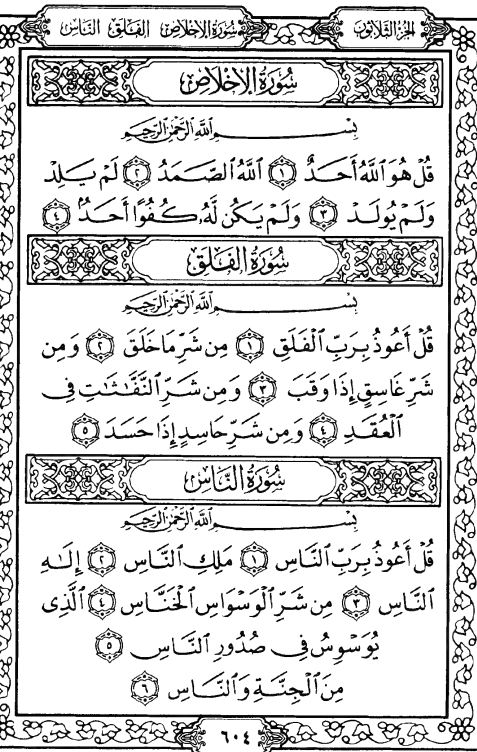 الجزء الثلاثون سورة الإخلاص الفلق الناس
سُورَةُ الإِخْلَاصِ
بِسْمِ اللَّهِ الرَّحْمَٰنِ الرَّحِيمِ
قُلْ هُوَ اللَّهُ أَحَدٌ ١ اللَّهُ الصَّمَدُ ٢ لَمْ يَلِدْ
وَلَمْ يُولَدْ ٣ وَلَمْ يَكُن لَّهُ كُفُوًا أَحَدٌ ٤
سُورَةُ الْفَلَقِ
بِسْمِ اللَّهِ الرَّحْمَٰنِ الرَّحِيمِ
قُلْ أَعُوذُ بِرَبِّ الْفَلَقِ ١ مِن شَرِّ مَا خَلَقَ ٢ وَمِن
شَرِّ غَاسِقٍ إِذَا وَقَبَ ٣ وَمِن شَرِّ النَّفَّاثَاتِ فِي
الْعُقَدِ ٤ وَمِن شَرِّ حَاسِدٍ إِذَا حَسَدَ ٥
سُورَةُ النَّاسِ
بِسْمِ اللَّهِ الرَّحْمَٰنِ الرَّحِيمِ
قُلْ أَعُوذُ بِرَبِّ النَّاسِ ١ مَلِكِ النَّاسِ ٢ إِلَٰهِ
النَّاسِ ٣ مِن شَرِّ الْوَسْوَاسِ الْخَنَّاسِ ٤ الَّذِي
يُوَسْوِسُ فِي صُدُورِ النَّاسِ ٥
مِنَ الْجِنَّةِ وَالنَّاسِ ٦
٦٠٤